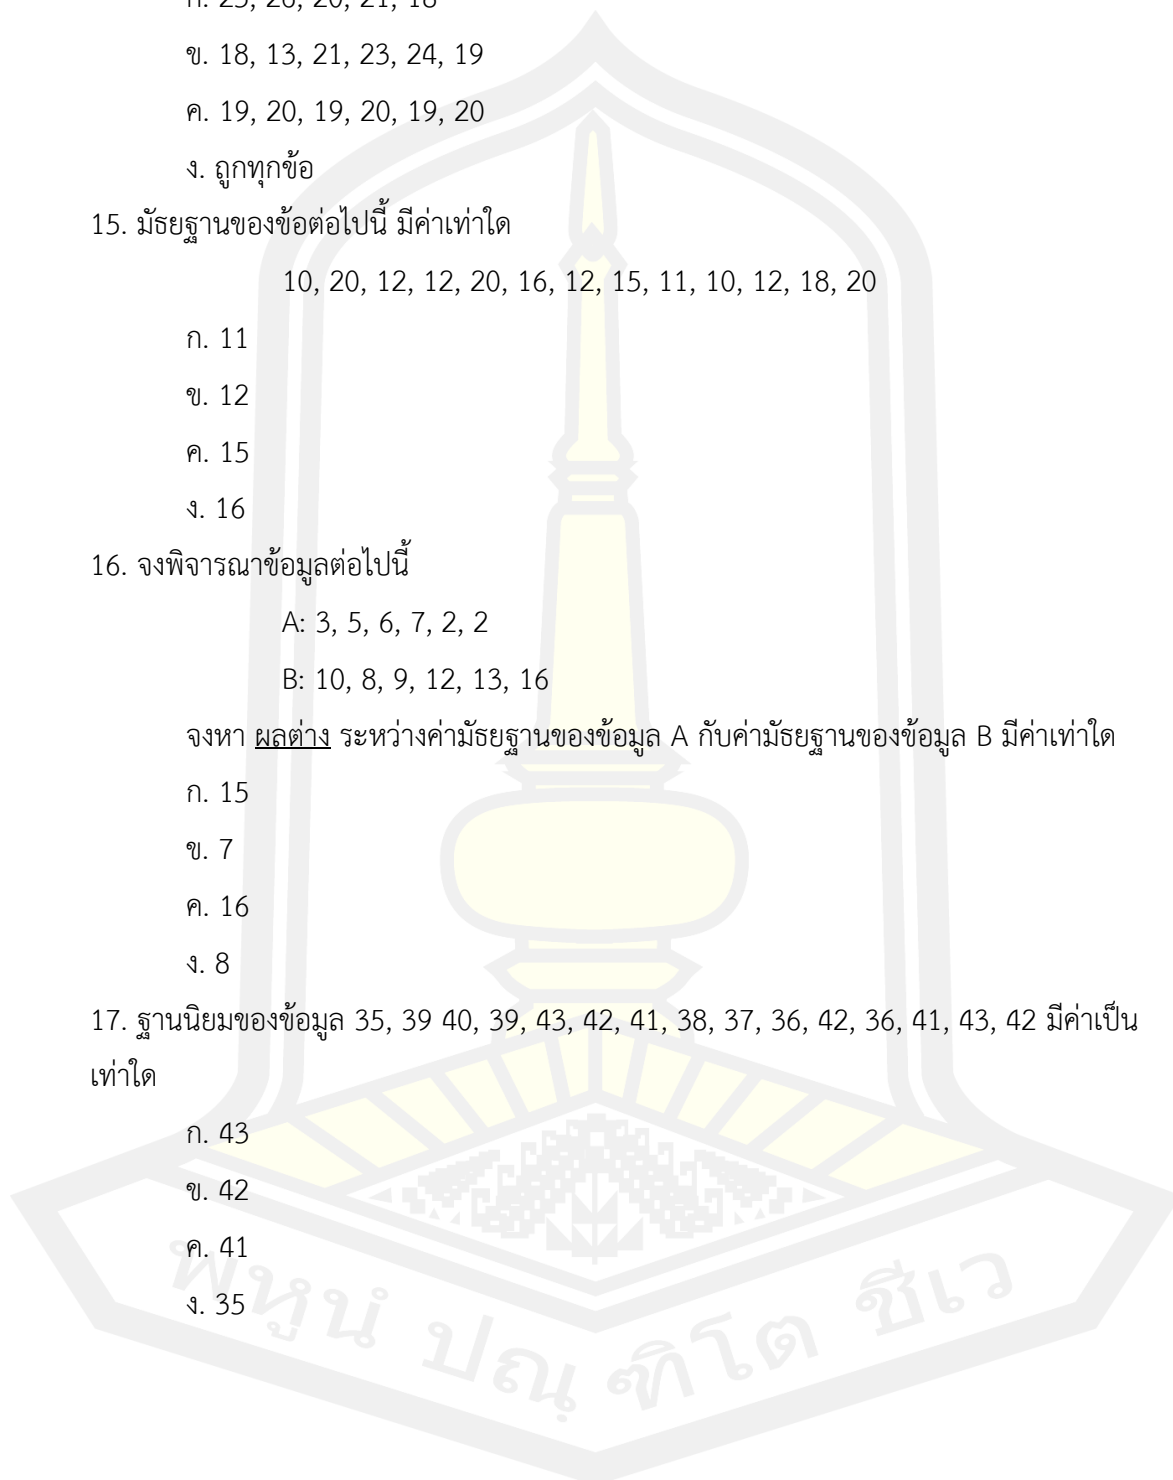 ก. 25, 26, 20, 21, 18
ข. 18, 13, 21, 23, 24, 19
ค. 19, 20, 19, 20, 19, 20
ง. ถูกทุกข้อ
15. มัธยฐานของข้อต่อไปนี้ มีค่าเท่าใด
10, 20, 12, 12, 20, 16, 12, 15, 11, 10, 12, 18, 20
ก. 11
ข. 12
ค. 15
ง. 16
16. จงพิจารณาข้อมูลต่อไปนี้
A: 3, 5, 6, 7, 2, 2
B: 10, 8, 9, 12, 13, 16
จงหา ผลต่าง ระหว่างค่ามัธยฐานของข้อมูล A กับค่ามัธยฐานของข้อมูล B มีค่าเท่าใด
ก. 15
ข. 7
ค. 16
ง. 8
17. ฐานนิยมของข้อมูล 35, 39 40, 39, 43, 42, 41, 38, 37, 36, 42, 36, 41, 43, 42 มีค่าเป็น
เท่าใด
ก. 43
ข. 42
ค. 41
ง. 35
พหูนํ ปณฺฑิโต ชีเว